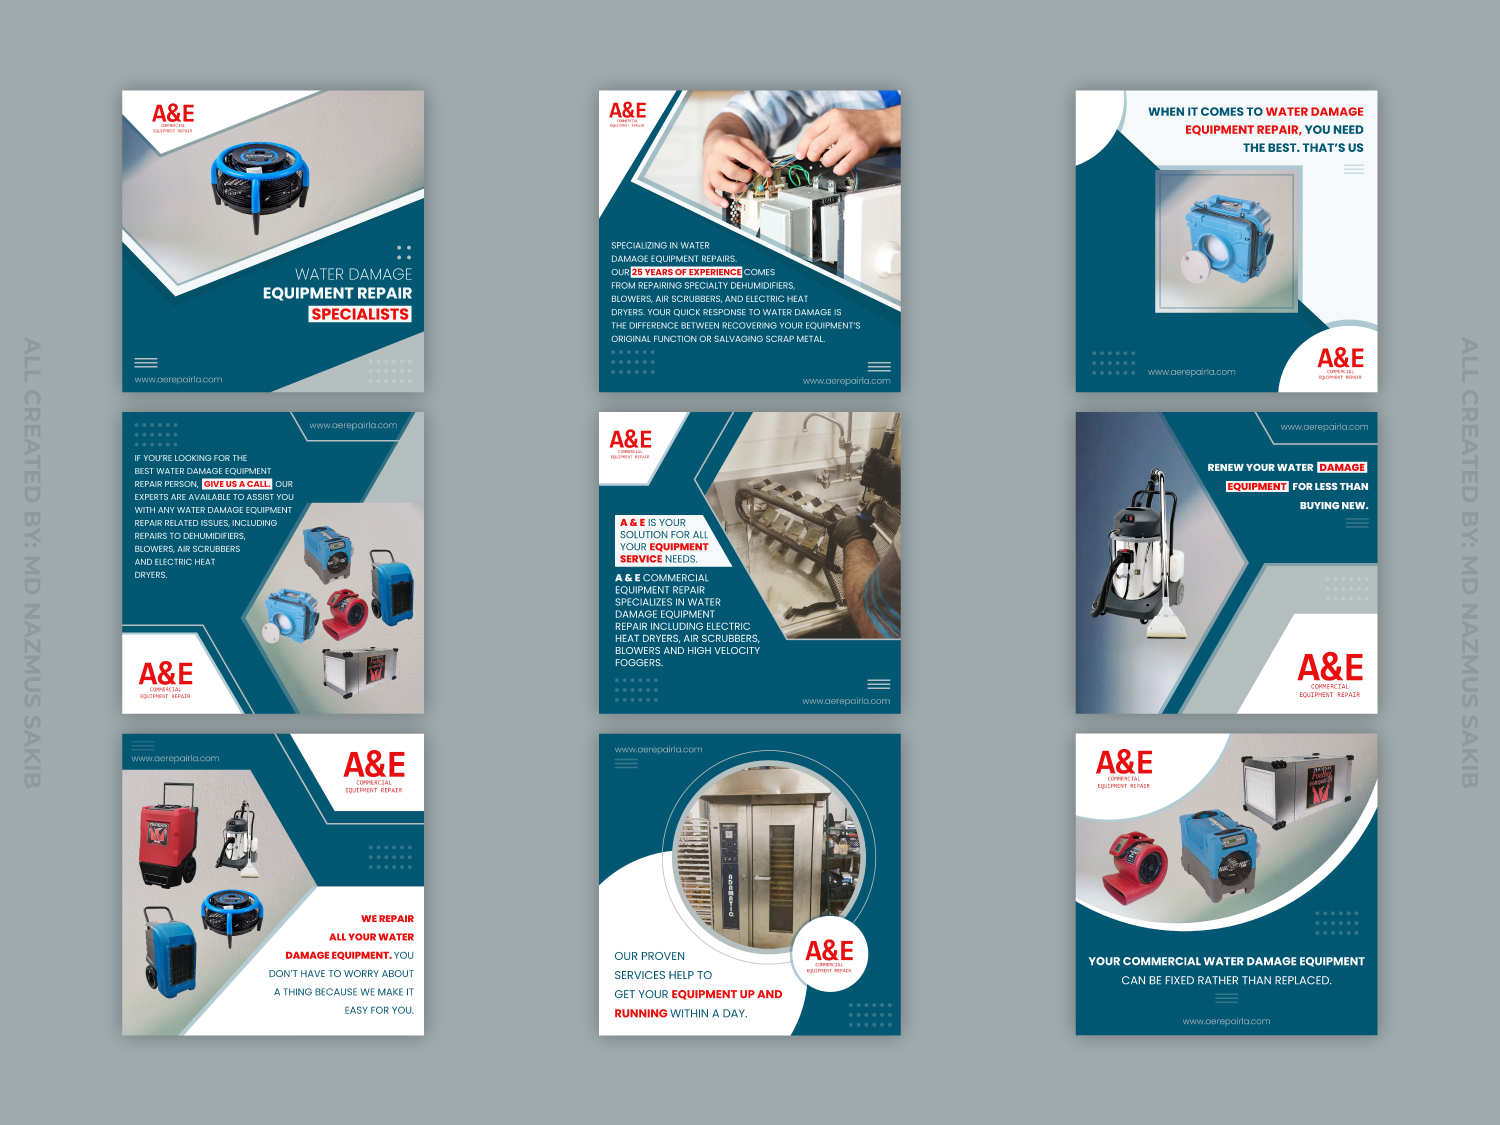 ALL CREATED BY: MD NAZMUS SAKIB
A&E
COMMERCIAL
EQUIPMENT REPAIR
WATER DAMAGE
EQUIPMENT REPAIR
SPECIALISTS
www.aerepairla.com
A&E
COMMERCIAL
EQUIPMENT REPAIR
SPECIALIZING IN WATER
DAMAGE EQUIPMENT REPAIRS.
OUR 25 YEARS OF EXPERIENCE COMES
FROM REPAIRING SPECIALTY DEHUMIDIFIERS,
BLOWERS, AIR SCRUBBERS, AND ELECTRIC HEAT
DRYERS. YOUR QUICK RESPONSE TO WATER DAMAGE IS
THE DIFFERENCE BETWEEN RECOVERING YOUR EQUIPMENT'S
ORIGINAL FUNCTION OR SALVAGING SCRAP METAL.
www.aerepairla.com
WHEN IT COMES TO WATER DAMAGE
EQUIPMENT REPAIR, YOU NEED
THE BEST. THAT'S US
www.aerepairla.com
A&E
COMMERCIAL
EQUIPMENT REPAIR
www.aerepairla.com
IF YOU'RE LOOKING FOR THE
BEST WATER DAMAGE EQUIPMENT
REPAIR PERSON, GIVE US A CALL. OUR
EXPERTS ARE AVAILABLE TO ASSIST YOU
WITH ANY WATER DAMAGE EQUIPMENT
REPAIR RELATED ISSUES, INCLUDING
REPAIRS TO DEHUMIDIFIERS,
BLOWERS, AIR SCRUBBERS
AND ELECTRIC HEAT
DRYERS.
A&E
COMMERCIAL
EQUIPMENT REPAIR
A&E
COMMERCIAL
EQUIPMENT REPAIR
A & E IS YOUR
SOLUTION FOR ALL
YOUR EQUIPMENT
SERVICE NEEDS.
A & E COMMERCIAL
EQUIPMENT REPAIR
SPECIALIZES IN WATER
DAMAGE EQUIPMENT
REPAIR INCLUDING ELECTRIC
HEAT DRYERS, AIR SCRUBBERS,
BLOWERS AND HIGH VELOCITY
FOGGERS.
www.aerepairla.com
www.aerepairla.com
RENEW YOUR WATER DAMAGE
EQUIPMENT FOR LESS THAN
BUYING NEW.
A&E
COMMERCIAL
EQUIPMENT REPAIR
www.aerepairla.com
A&E
COMMERCIAL
EQUIPMENT REPAIR
WE REPAIR
ALL YOUR WATER
DAMAGE EQUIPMENT. YOU
DON'T HAVE TO WORRY ABOUT
A THING BECAUSE WE MAKE IT
EASY FOR YOU.
www.aerepairla.com
ADAMATIC
A&E
COMMERCIAL
EQUIPMENT REPAIR
OUR PROVEN
SERVICES HELP TO
GET YOUR EQUIPMENT UP AND
RUNNING WITHIN A DAY.
A&E
COMMERCIAL
EQUIPMENT REPAIR
YOUR COMMERCIAL WATER DAMAGE EQUIPMENT
CAN BE FIXED RATHER THAN REPLACED.
www.aerepairla.com
ALL CREATED BY: MD NAZMUS SAKIB